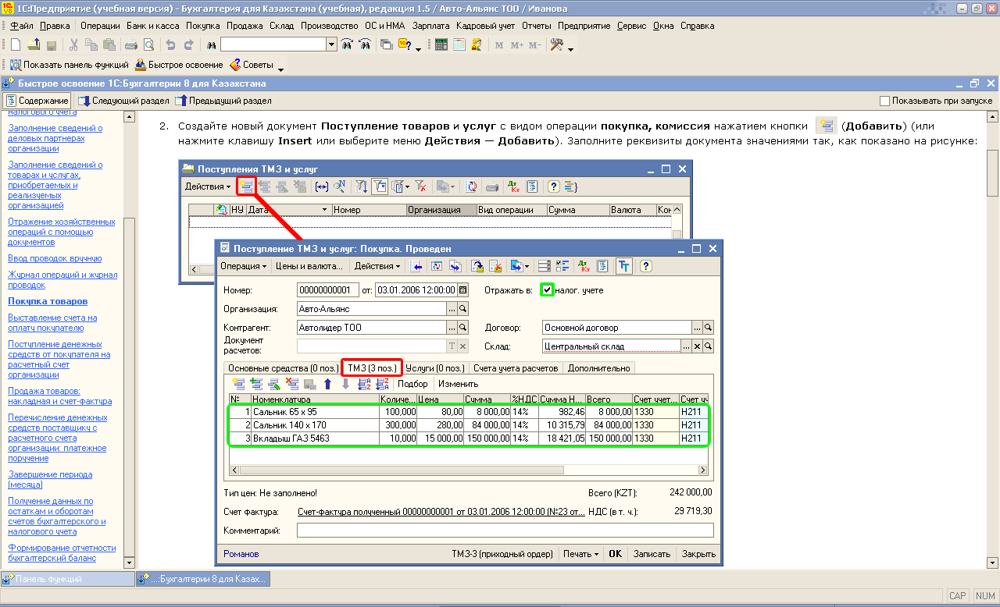 1С:Предприятие (учебная версия) - Бухгалтерия для Казахстана (учебная), редакция 1.5 / Авто-Альянс ТОО / Иванова
Файл Правка Операции Банк и касса Покупка Продажа Склад Производство ОС и НМА Зарплата Кадровый учет Отчеты Предприятие Сервис Окна Справка
M M+ M-
Показать панель функций Быстрое освоение Советы
Быстрое освоение 1С:Бухгалтерии 8 для Казахстана
Содержание Следующий раздел Предыдущий раздел Показывать при запуске
налогового учета
Заполнение сведений о
деловых партнерах
организации
Заполнение сведений о
товарах и услугах,
приобретаемых и
реализуемых
организацией
Отражение хозяйственных
операций с помощью
документов
Ввод проводок вручную
Журнал операций и журнал
проводок
Покупка товаров
Выставление счета на
оплату покупателю
Поступление денежных
средств от покупателя на
расчетный счет
организации
Продажа товаров:
накладная и счет-фактура
Перечисление денежных
средств поставщику с
расчетного счета
организации: платежное
поручение
Завершение периода
(месяца)
Получение данных по
остаткам и оборотам
счетов бухгалтерского и
налогового учета
Формирование отчетности
бухгалтерский баланс
2. Создайте новый документ Поступление товаров и услуг с видом операции покупка, комиссия нажатием кнопки (Добавить) (или
нажмите клавишу Insert или выберите меню Действия — Добавить). Заполните реквизиты документа значениями так, как показано на рисунке:
Поступления ТМЗ и услуг
Действия
НУ Дата Номер Организация Вид операции Сумма Валюта Кон
Поступление ТМЗ и услуг: Покупка. Проведен
Операция Цены и валюта... Действия
Номер: 00000000001 от: 03.01.2006 12:00:00 Отражать в: налог. учете
Организация: Авто-Альянс
Контрагент: Автолидер ТОО Договор: Основной договор
Документ
расчетов: Склад: Центральный склад
Основные средства (0 поз.) ТМЗ (3 поз.) Услуги (0 поз.) Счета учета расчетов Дополнительно
Подбор Изменить
№ Номенклатура Количе... Цена Сумма %НДС Сумма Н... Всего Счет учет... Счет уч
1 Сальник 65 x 95 100,000 80,00 8 000,00 14% 982,46 8 000,00 1330 Н211
2 Сальник 140 x 170 300,000 280,00 84 000,00 14% 10 315,79 84 000,00 1330 Н211
3 Вкладыш ГАЗ 5463 10,000 15 000,00 150 000,00 14% 18 421,05 150 000,00 1330 Н211
Тип цен: Не заполнено! Всего (KZT): 242 000,00
Счет фактура: Счет-фактура полученный 00000000001 от 03.01.2006 12:00:00 (№23 от... НДС (в т. ч.): 29 719,30
Комментарий:
Романов ТМЗ-3 (приходный ордер) Печать OK Записать Закрыть
Панель функций ...:Бухгалтерии 8 для Казах...
CAP NUM